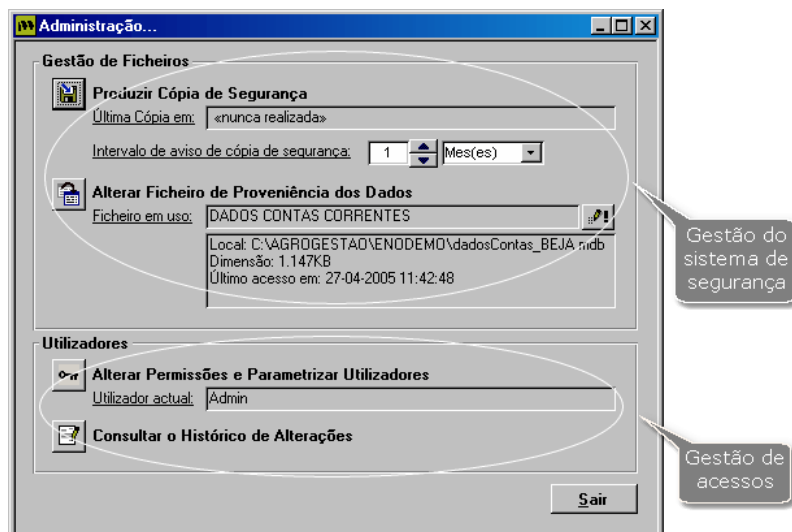 Administração...
Gestão de Ficheiros
Produzir Cópia de Segurança
Última Cópia em: «nunca realizada»
Intervalo de aviso de cópia de segurança: 1 Mes(es)
Alterar Ficheiro de Proveniência dos Dados
Ficheiro em uso: DADOS CONTAS CORRENTES
Local: C:\AGROGESTAO\ENODEMO\dadosContas_BEJA.mdb
Dimensão: 1.147KB
Último acesso em: 27-04-2005 11:42:48
Gestão do
sistema de
segurança
Utilizadores
Alterar Permissões e Parametrizar Utilizadores
Utilizador actual: Admin
Consultar o Histórico de Alterações
Gestão de
acessos
Sair